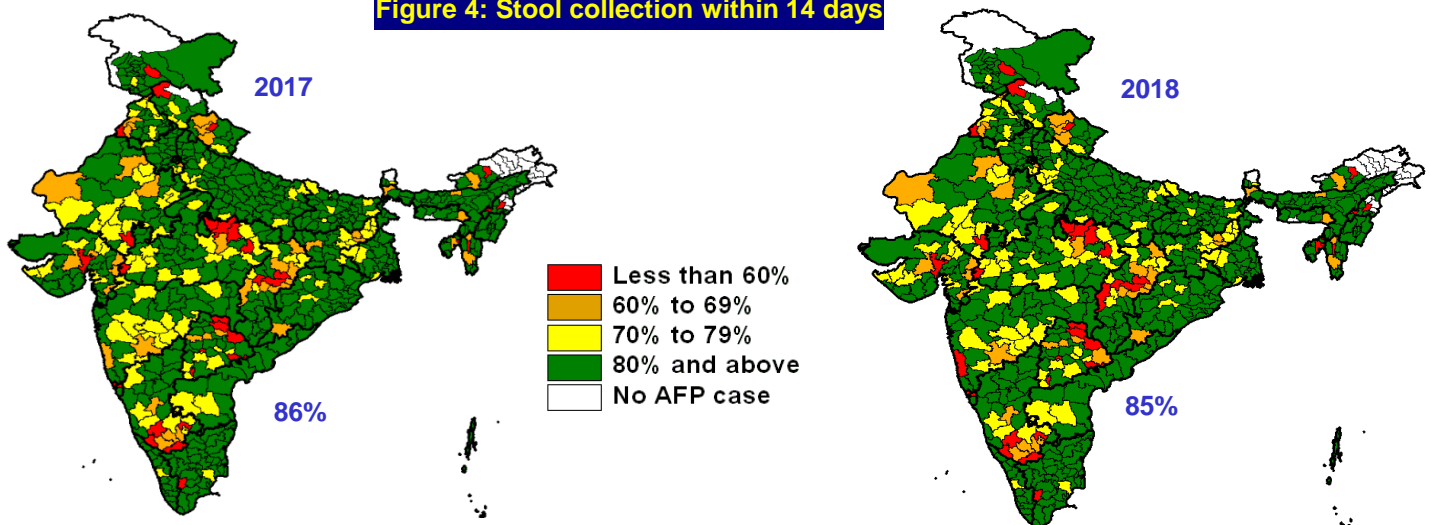 Figure 4: Stool collection within 14 days
2017
2018
Less than 60%
60% to 69%
70% to 79%
80% and above
No AFP case
86%
85%